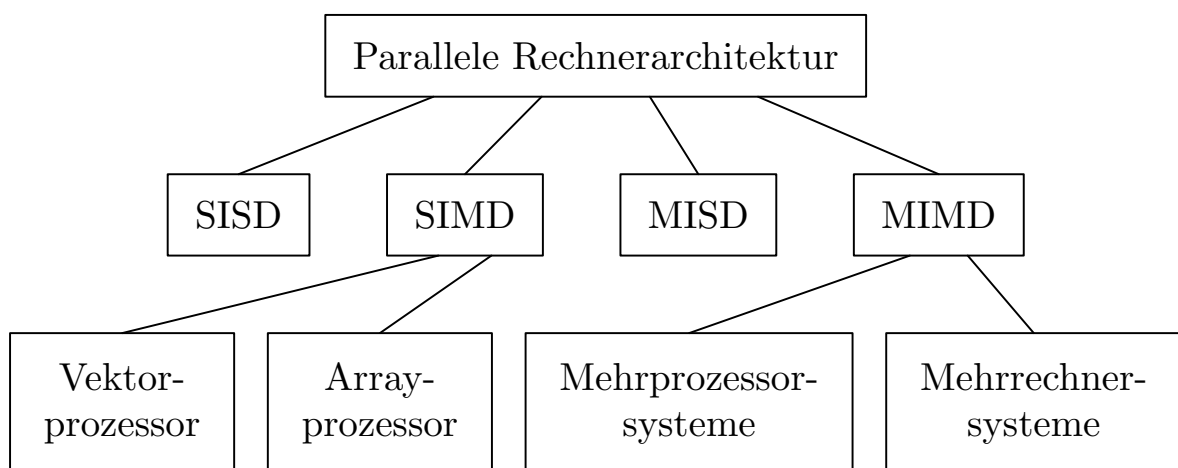 Parallele Rechnerarchitektur
SISD
SIMD
MISD
MIMD
Vektor-
prozessor
Array-
prozessor
Mehrprozessor-
systeme
Mehrrechner-
systeme